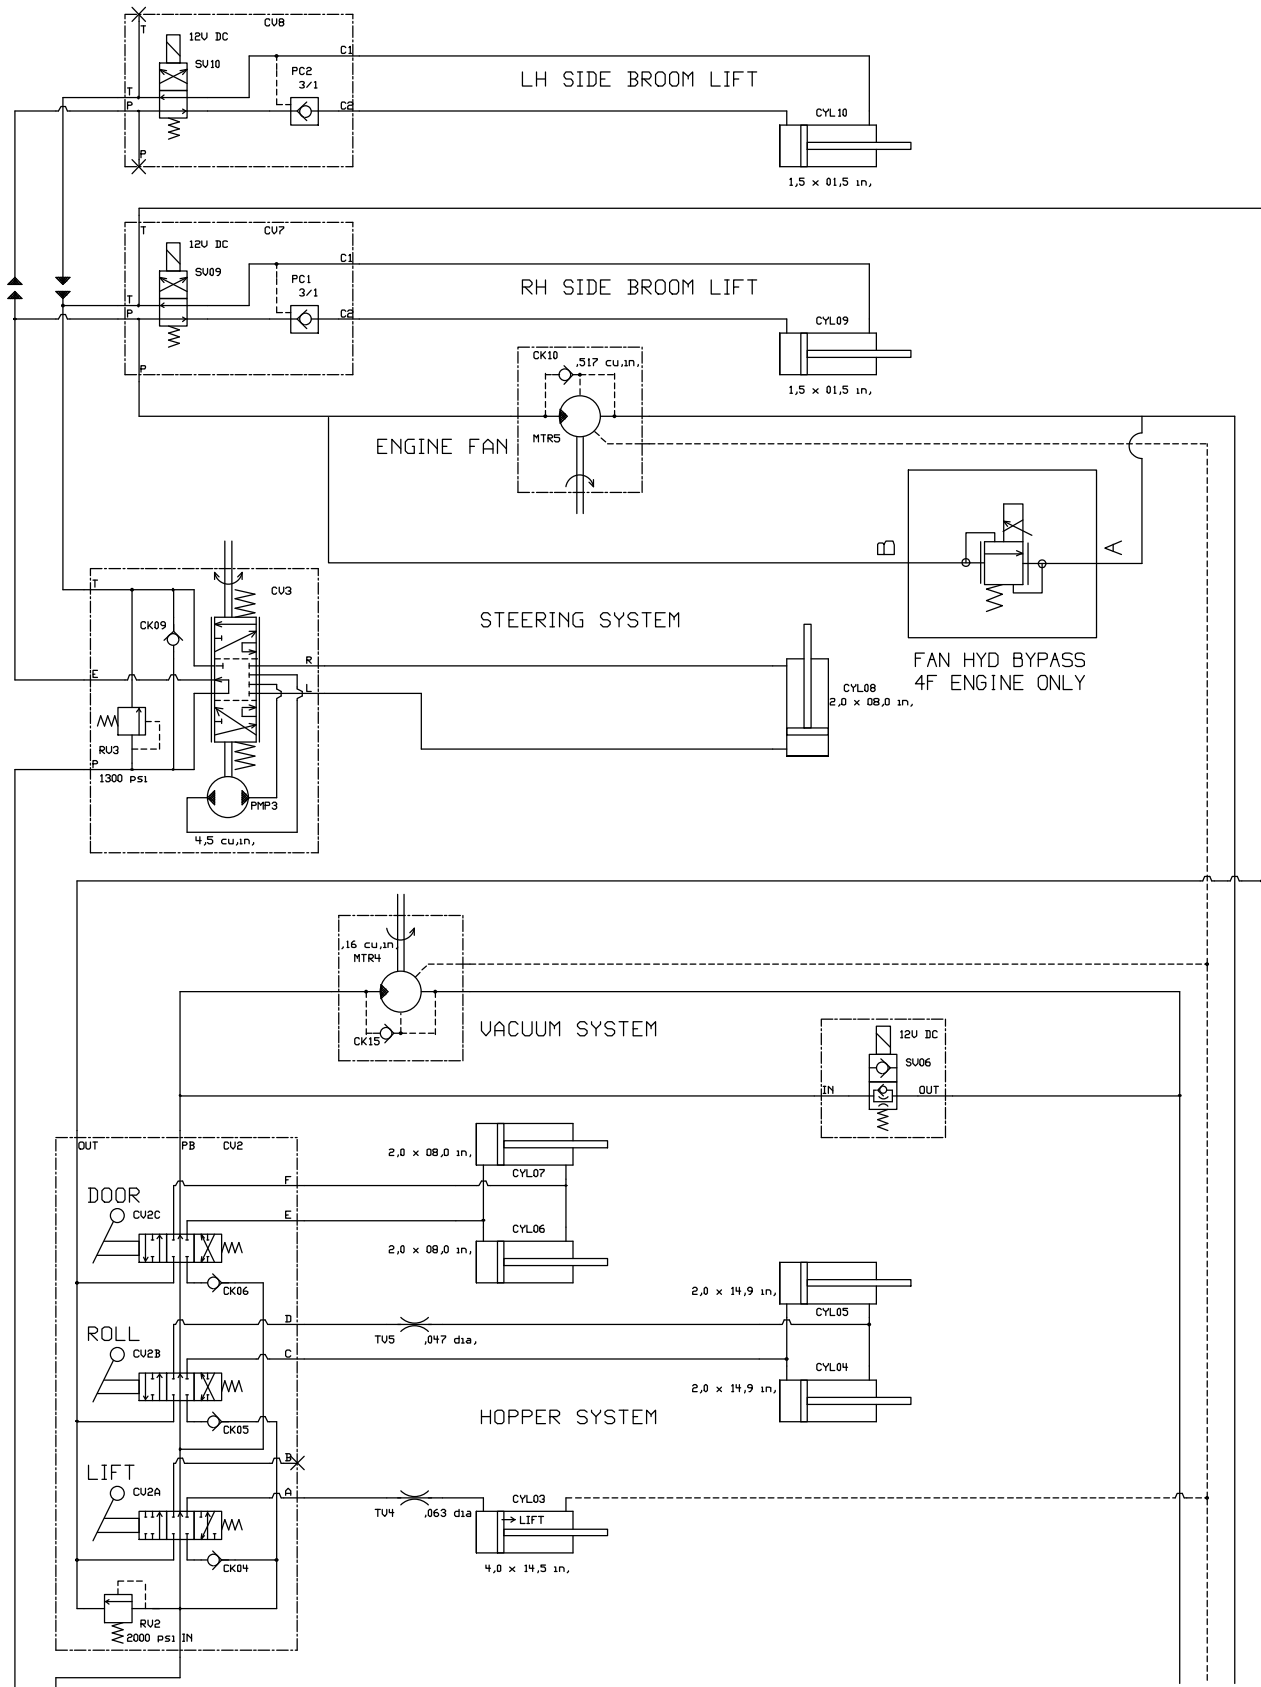 T
CV8
12V DC
SV10
C1
PC2
3/1
LH SIDE BROOM LIFT
T
P
C2
CYL10
P
1,5 x 01,5 in,
T
CV7
12V DC
SV09
C1
PC1
3/1
RH SIDE BROOM LIFT
T
P
C2
CYL09
CK10
,517 cu,in,
P
1,5 x 01,5 in,
ENGINE FAN
MTR5
B
A
T
CV3
CK09
STEERING SYSTEM
R
FAN HYD BYPASS
4F ENGINE ONLY
E
L
CYL08
2,0 x 08,0 in,
RV3
P
1300 psi
PMP3
4,5 cu,in,
,16 cu,in,
MTR4
CK15
VACUUM SYSTEM
12V DC
SV06
IN
OUT
OUT
PB
CV2
2,0 x 08,0 in,
CYL07
F
DOOR
CV2C
E
CYL06
2,0 x 08,0 in,
CK06
2,0 x 14,9 in,
CYL05
D
ROLL
TV5
,047 dia,
CV2B
C
CYL04
2,0 x 14,9 in,
CK05
HOPPER SYSTEM
B
LIFT
CV2A
A
CYL03
TV4
,063 dia
LIFT
CK04
4,0 x 14,5 in,
RV2
2000 psi IN